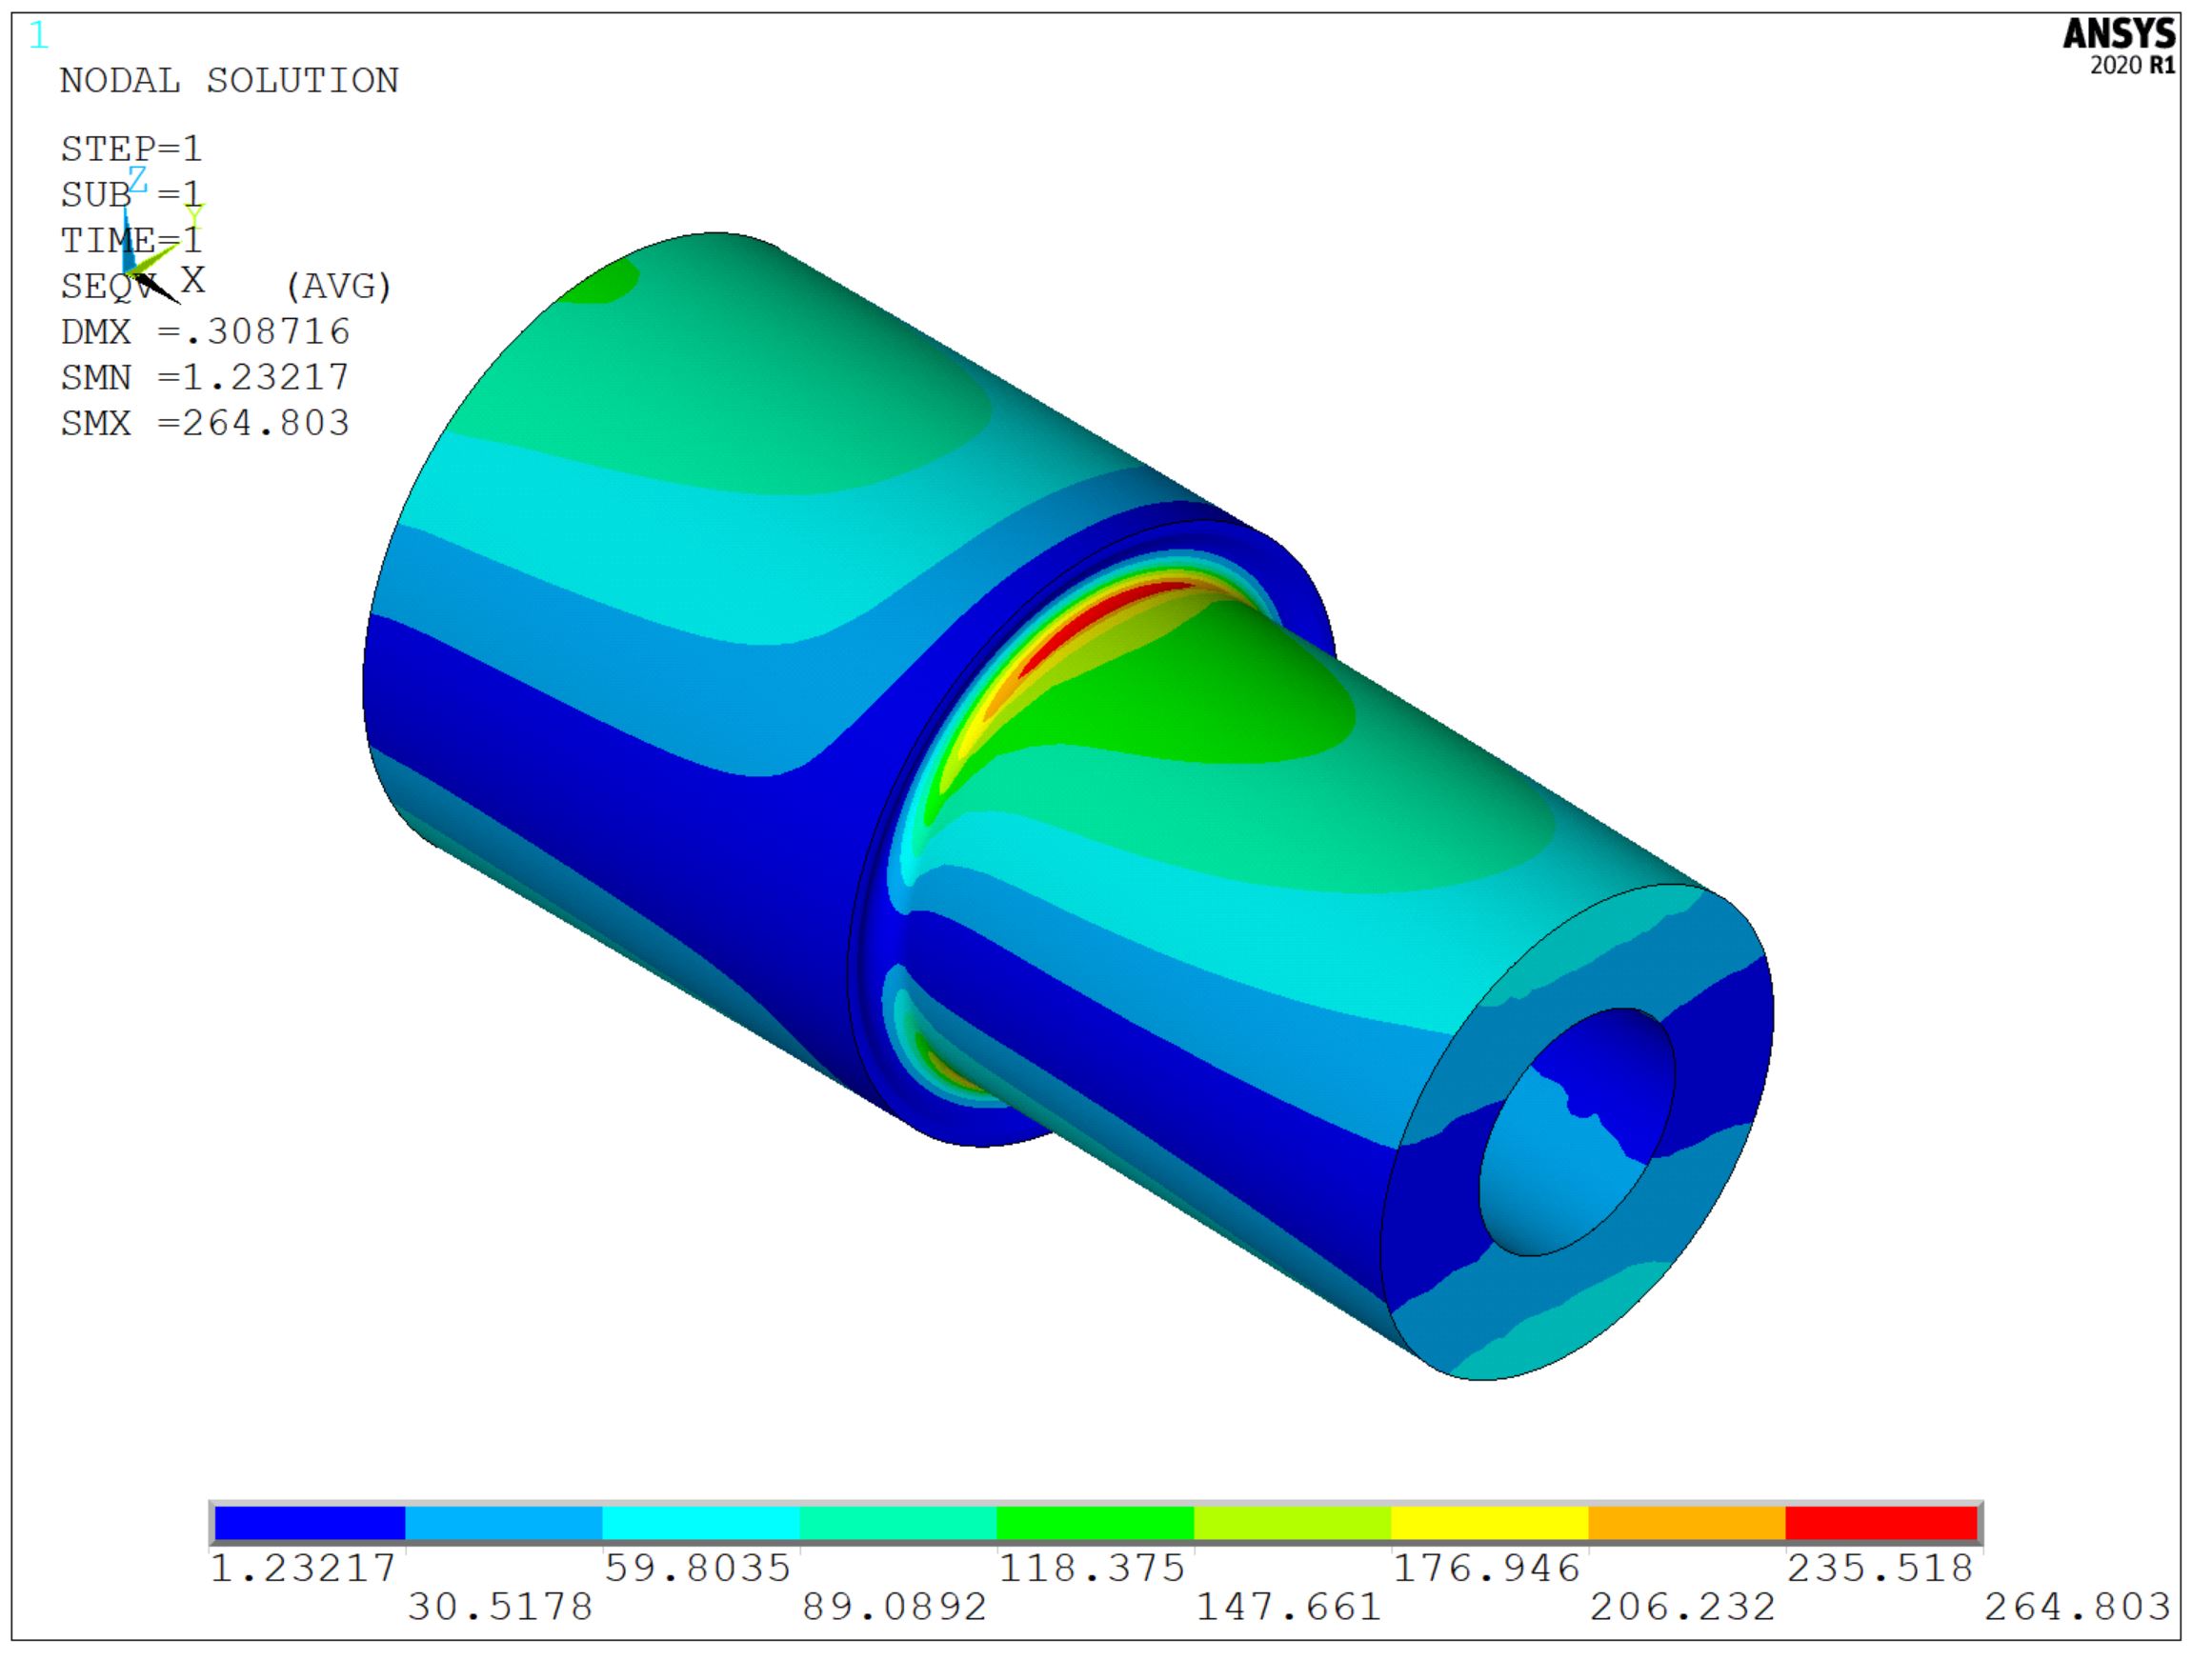 1
ANSYS
2020 R1
NODAL SOLUTION
STEP=1
SUB =1
TIME=1
SEQV (AVG)
DMX =.308716
SMN =1.23217
SMX =264.803
Z
Y
X
1.23217
30.5178
59.8035
89.0892
118.375
147.661
176.946
206.232
235.518
264.803